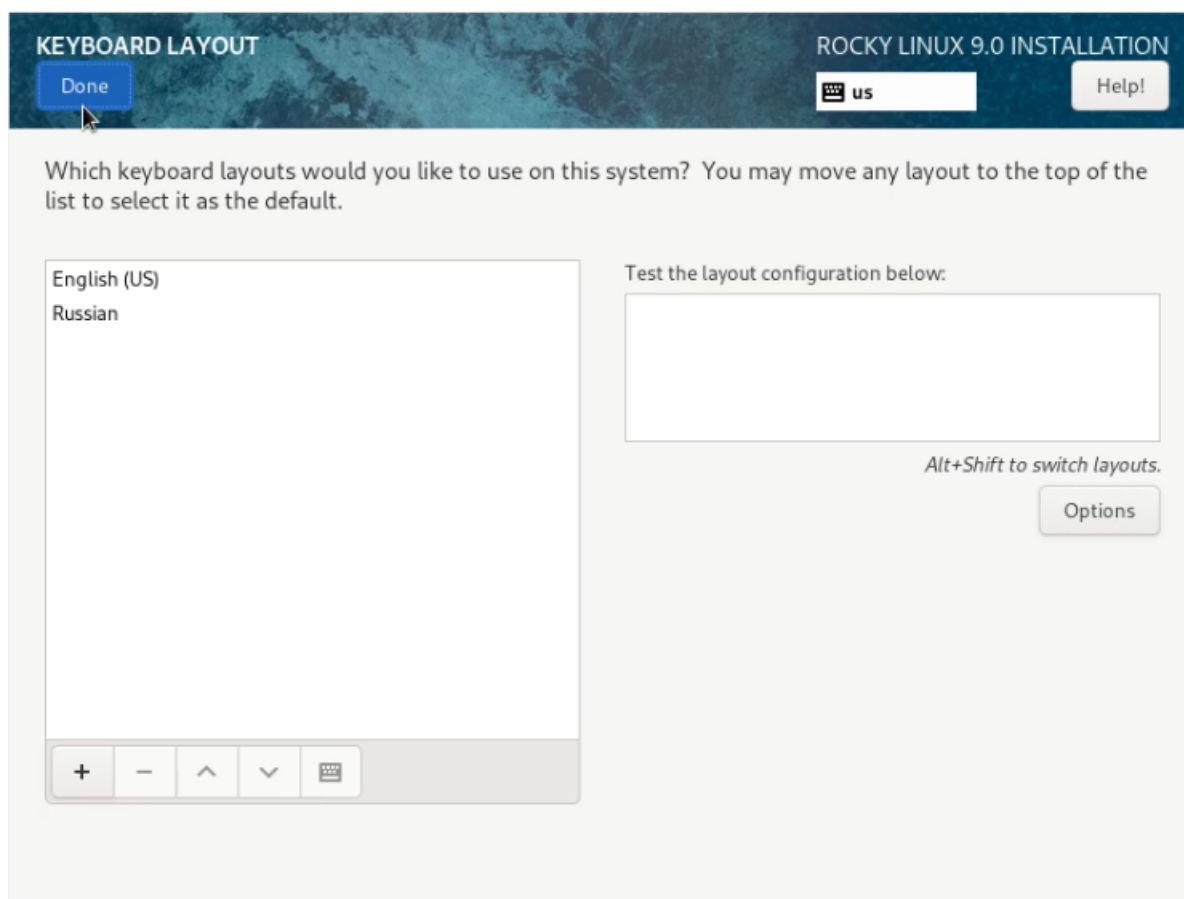 KEYBOARD LAYOUT
ROCKY LINUX 9.0 INSTALLATION
Done
us
Help!
Which keyboard layouts would you like to use on this system? You may move any layout to the top of the
list to select it as the default.
English (US)
Russian
Test the layout configuration below:
Alt+Shift to switch layouts.
Options